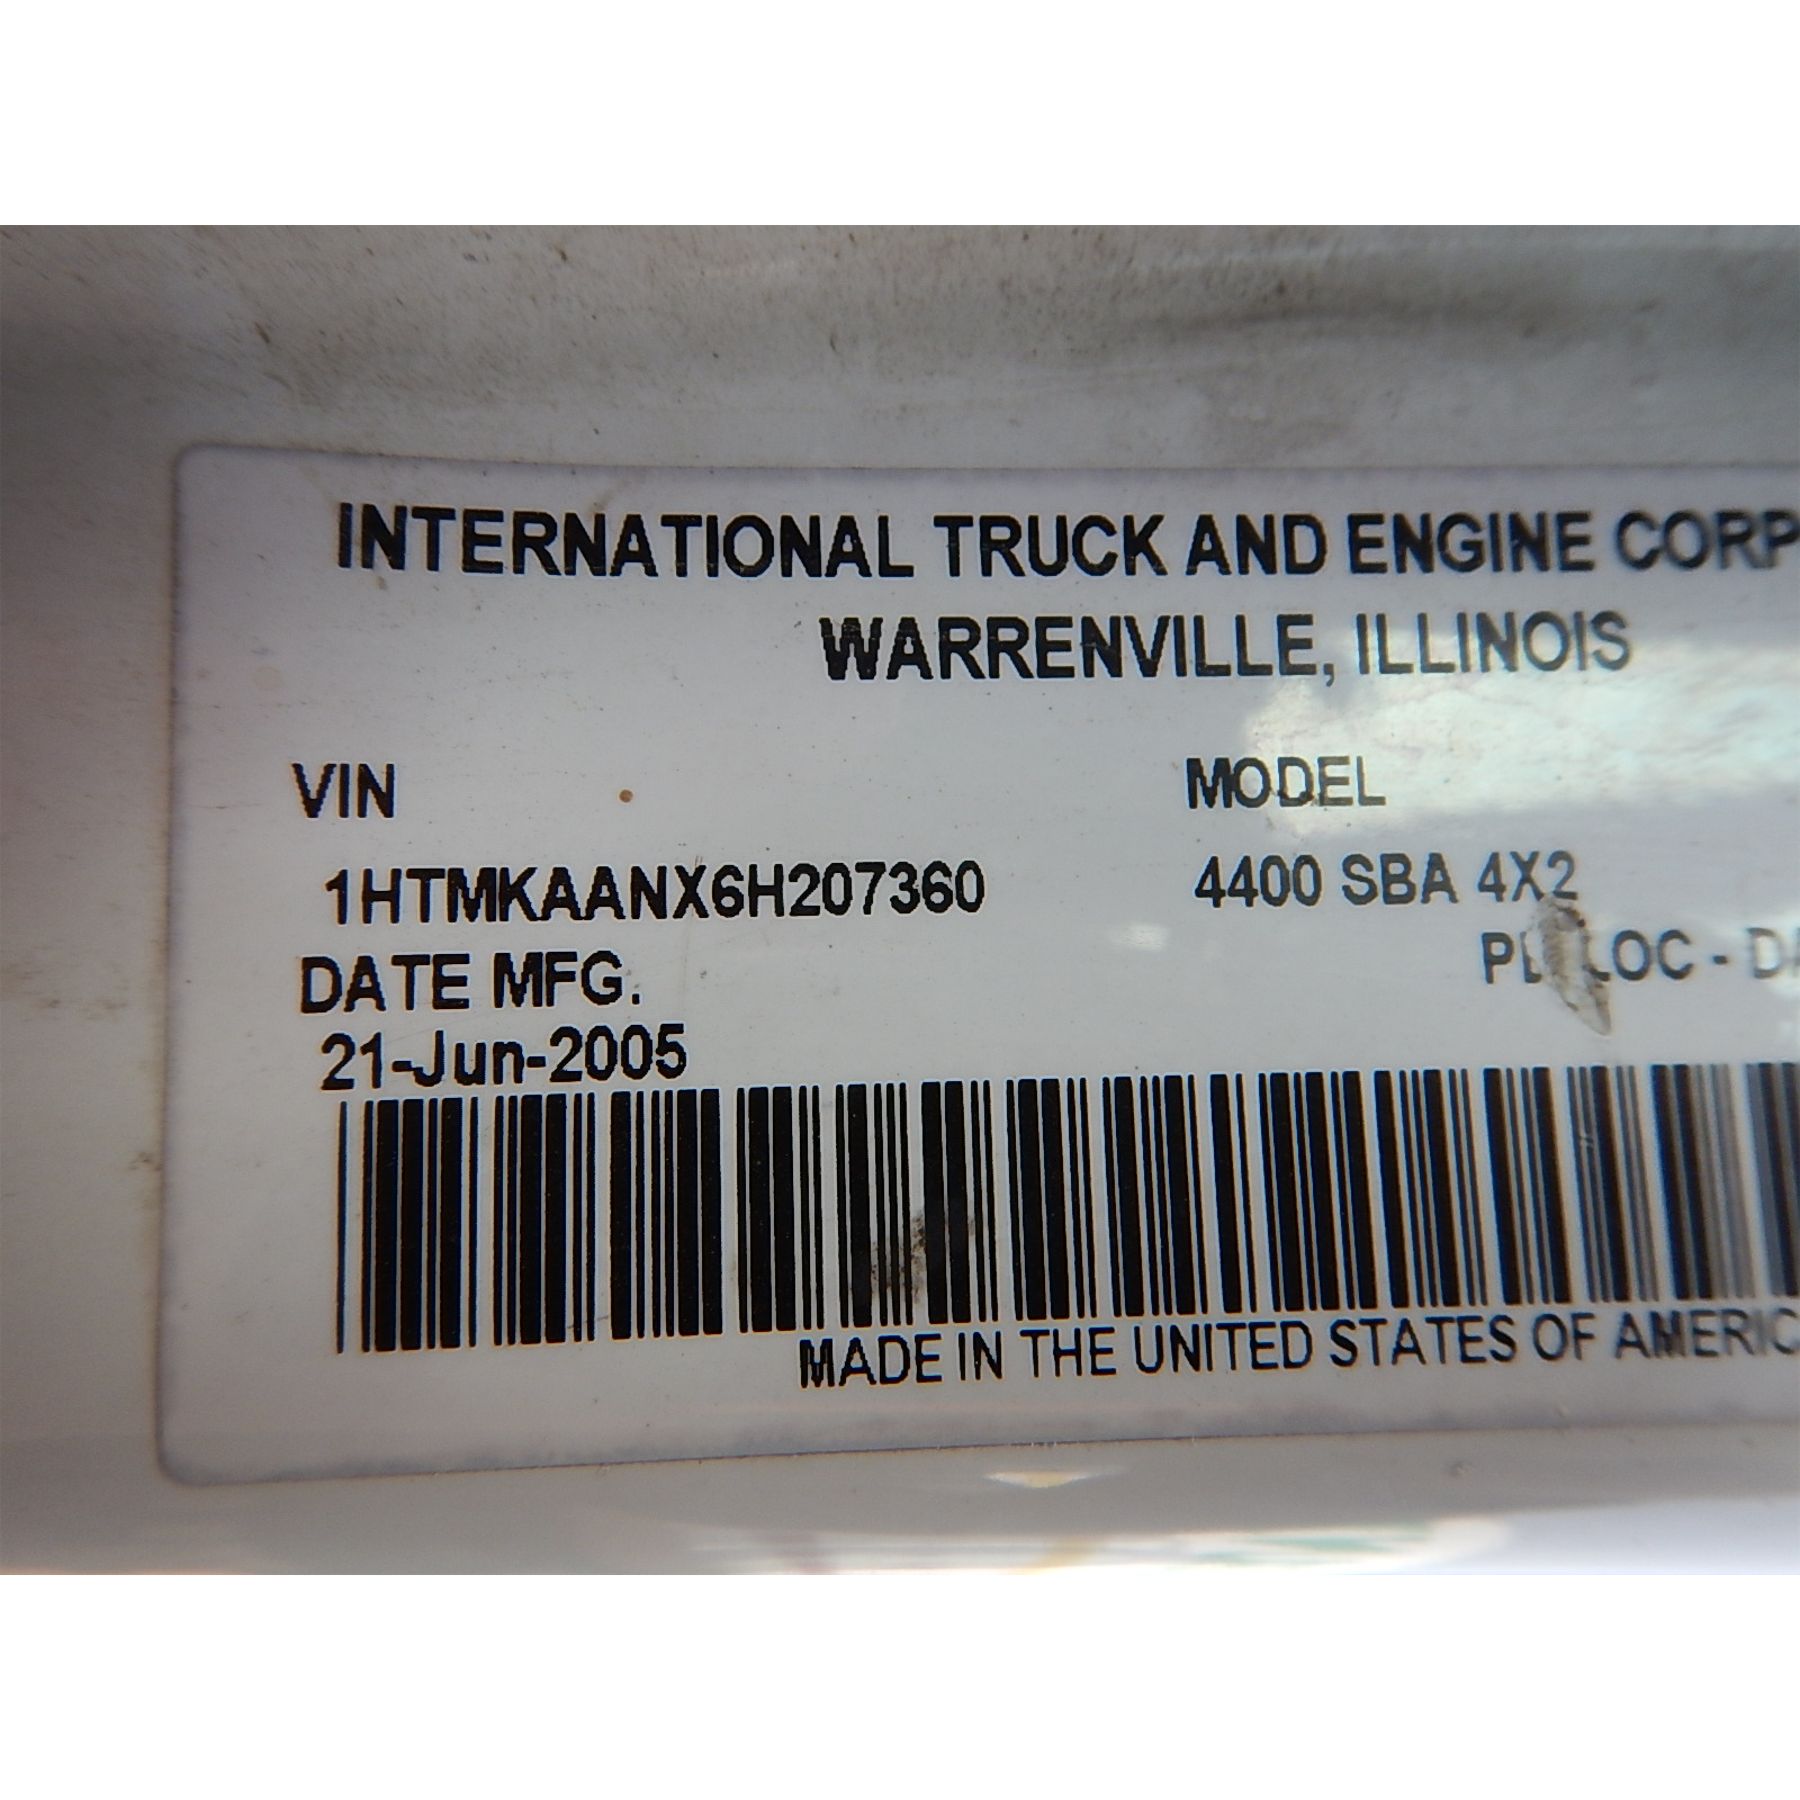 INTERNATIONAL TRUCK AND ENGINE CORP
WARRENVILLE, ILLINOIS
VIN MODEL
1HTMKAANX6H207360 4400 SBA 4X2
DATE MFG. - 
21-Jun-2005
MADE IN THE UNITED STATES OF AMERIC